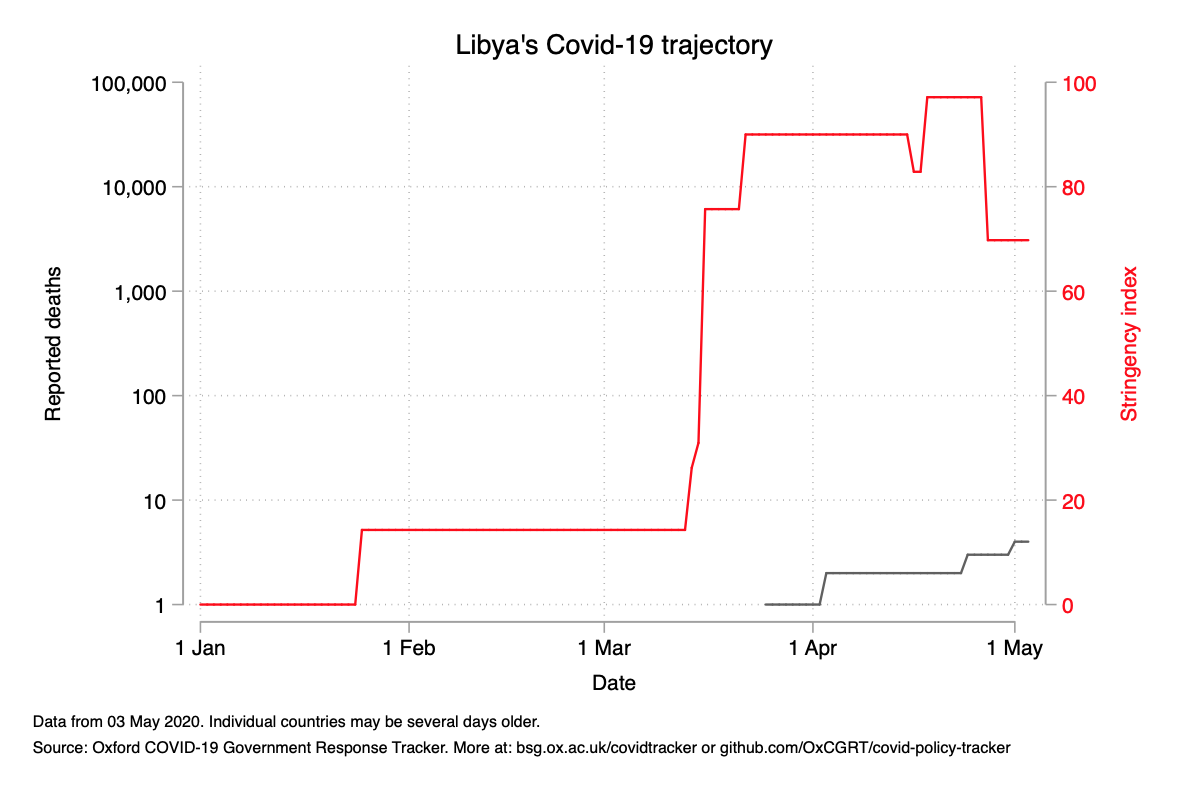 Libya's Covid-19 trajectory
100,000
10,000
1,000
100
10
1
Reported deaths
100
80
60
40
20
0
Stringency index
1 Jan
1 Feb
1 Mar
1 Apr
1 May
Date
Data from 03 May 2020. Individual countries may be several days older.
Source: Oxford COVID-19 Government Response Tracker. More at: bsg.ox.ac.uk/covidtracker or github.com/OxCGRT/covid-policy-tracker